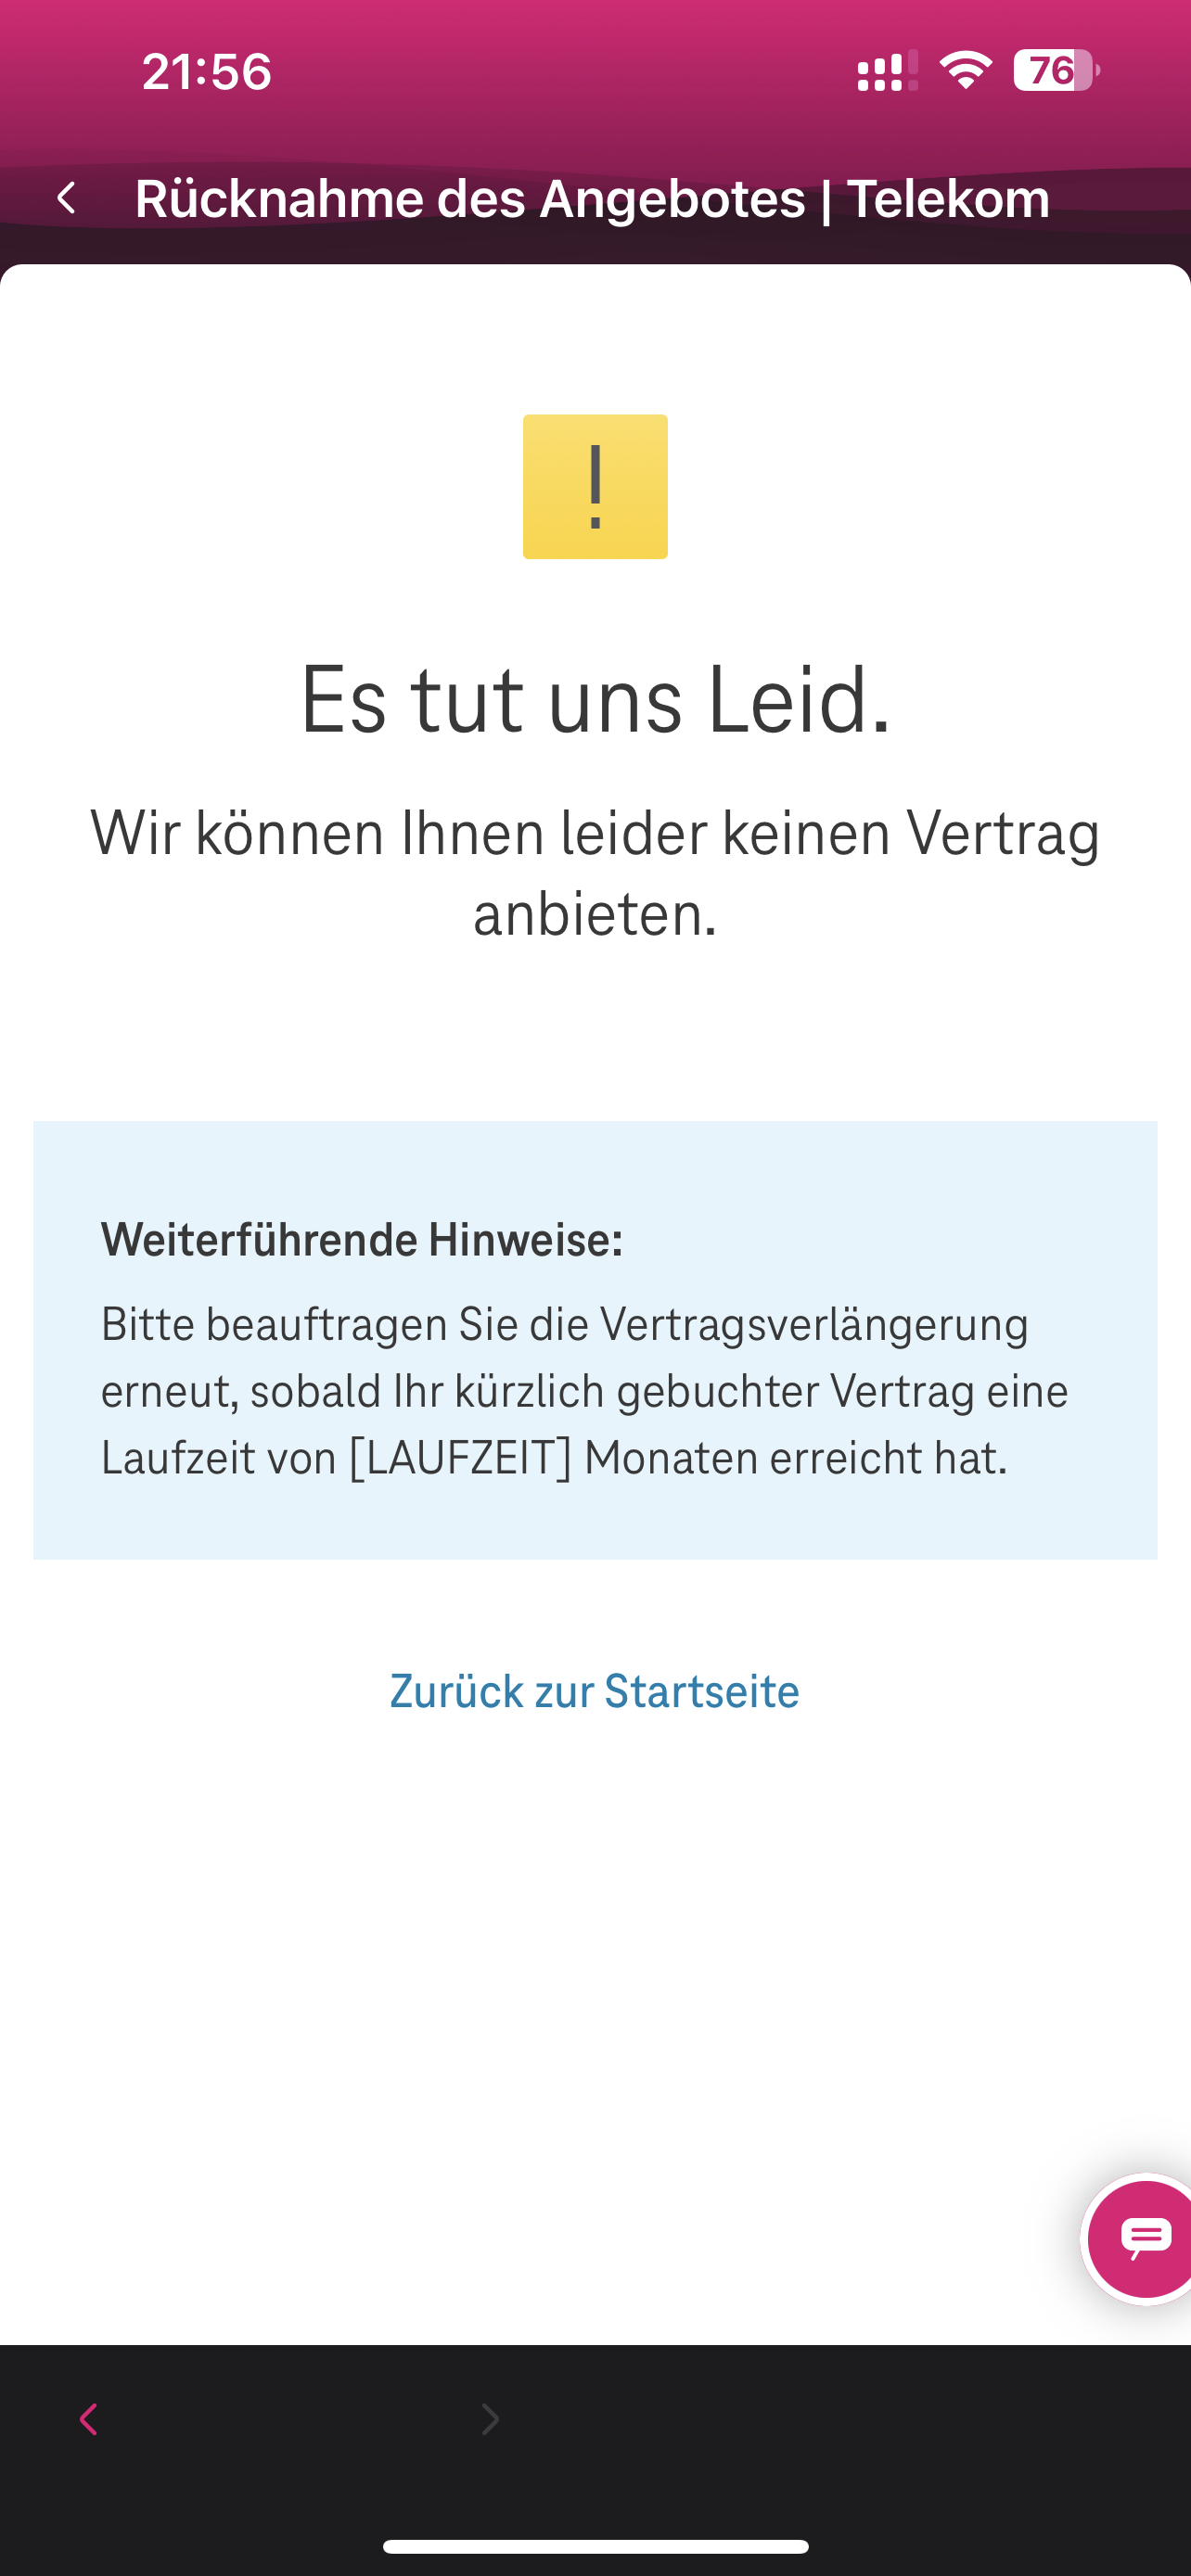 21:56
76
Rücknahme des Angebotes | Telekom
!
Es tut uns Leid.
Wir können Ihnen leider keinen Vertrag
anbieten.
Weiterführende Hinweise:
Bitte beauftragen Sie die Vertragsverlängerung
erneut, sobald Ihr kürzlich gebuchter Vertrag eine
Laufzeit von [LAUFZEIT] Monaten erreicht hat.
Zurück zur Startseite